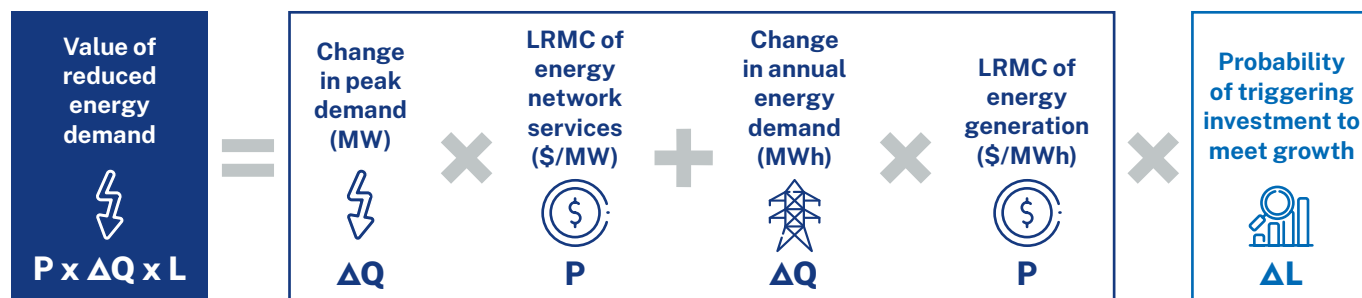 Value of
reduced
energy
demand
P x ΔQ x L
=
Change
in peak
demand
(MW)
ΔQ
×
LRMC of
energy
network
services
($/MW)
$
P
+
Change
in annual
energy
demand
(MWh)
ΔQ
×
LRMC of
energy
generation
($/MWh)
$
P
×
Probability
of triggering
investment to
meet growth
ΔL